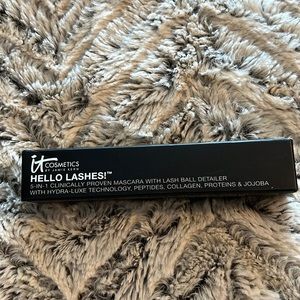 it COSMETICS
BY JAMIE KERN
HELLO LASHES!™
5-IN-1 CLINICALLY PROVEN MASCARA WITH LASH BALL DETAILER
WITH HYDRA-LUXE TECHNOLOGY, PEPTIDES, COLLAGEN, PROTEINS & JOJOBA